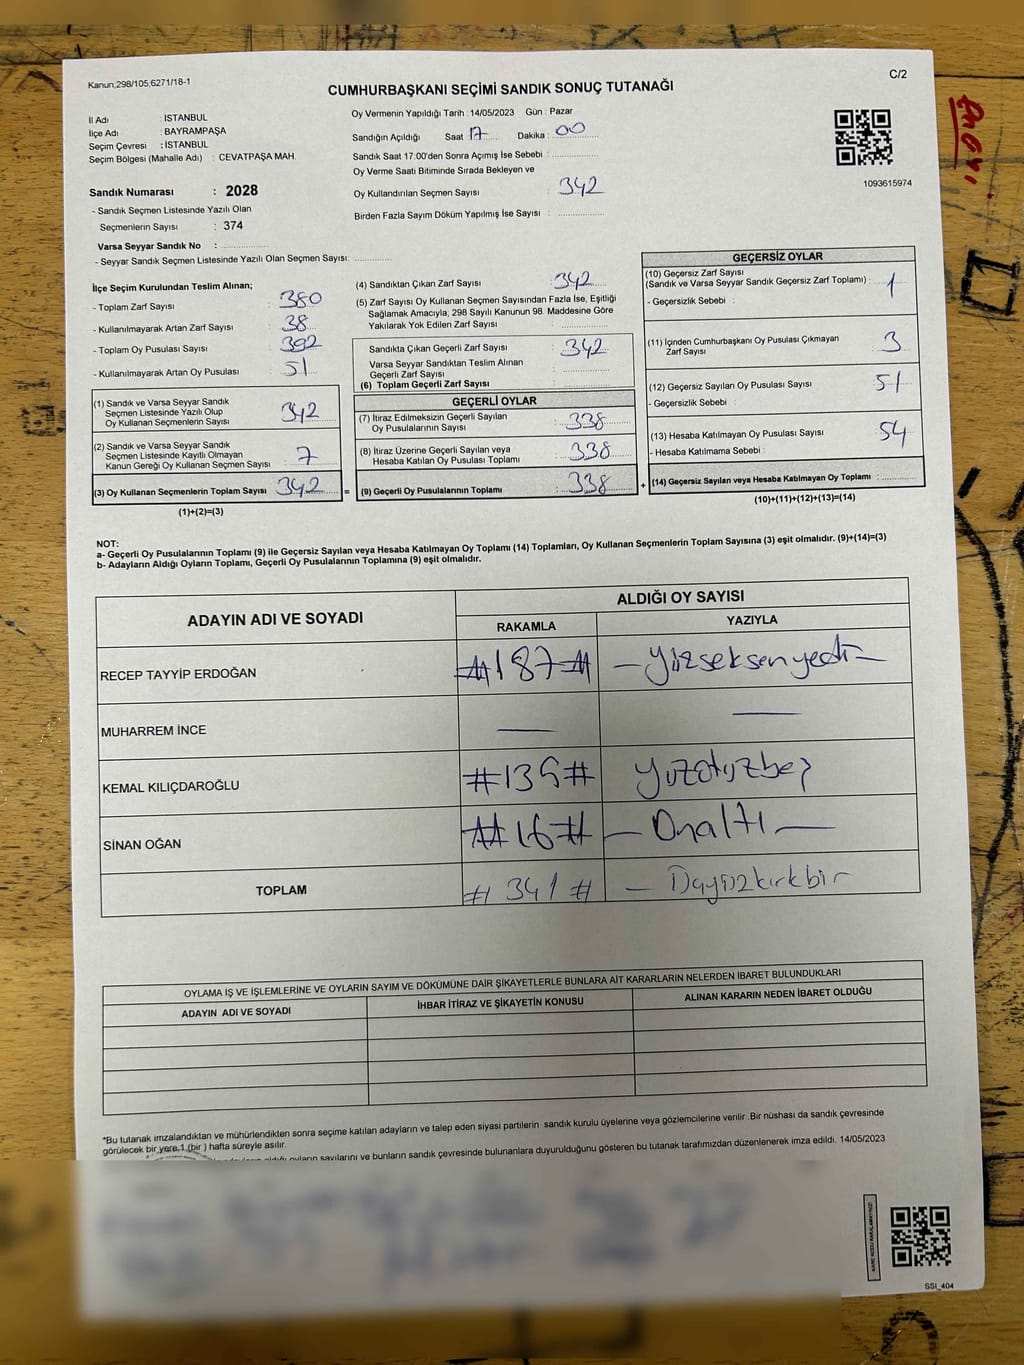 Kanun,298/105,6271/18-1
C/2
CUMHURBAŞKANI SEÇİMİ SANDIK SONUÇ TUTANAĞI
İl Adı : İSTANBUL
İlçe Adı : BAYRAMPAŞA
Seçim Çevresi : İSTANBUL
Seçim Bölgesi (Mahalle Adı) : CEVATPAŞA MAH.
Sandık Numarası : 2028
- Sandık Seçmen Listesinde Yazılı Olan
Seçmenlerin Sayısı : 374
Varsa Seyyar Sandık No :
- Seyyar Sandık Seçmen Listesinde Yazılı Olan Seçmen Sayısı:
Oy Vermenin Yapıldığı Tarih : 14/05/2023 Gün : Pazar
Sandığın Açıldığı Saat 17 Dakika : 00
Sandık Saat 17:00'den Sonra Açımış İse Sebebi :
Oy Verme Saati Bitiminde Sırada Bekleyen ve
Oy Kullandırılan Seçmen Sayısı : 342
Birden Fazla Sayım Döküm Yapılmış İse Sayısı :
1093615974
İlçe Seçim Kurulundan Teslim Alınan;
- Toplam Zarf Sayısı : 380
- Kullanılmayarak Artan Zarf Sayısı : 38
- Toplam Oy Pusulası Sayısı : 392
- Kullanılmayarak Artan Oy Pusulası : 51
(1) Sandık ve Varsa Seyyar Sandık
Seçmen Listesinde Yazılı Olup
Oy Kullanan Seçmenlerin Sayısı : 342
(2) Sandık ve Varsa Seyyar Sandık
Seçmen Listesinde Kayıtlı Olmayan
Kanun Gereği Oy Kullanan Seçmen Sayısı : 7
(3) Oy Kullanan Seçmenlerin Toplam Sayısı : 342 =
(1)+(2)=(3)
(4) Sandıktan Çıkan Zarf Sayısı : 342
(5) Zarf Sayısı Oy Kullanan Seçmen Sayısından Fazla İse, Eşitliği
Sağlamak Amacıyla, 298 Sayılı Kanunun 98. Maddesine Göre
Yakılarak Yok Edilen Zarf Sayısı :
Sandıkta Çıkan Geçerli Zarf Sayısı : 342
Varsa Seyyar Sandıktan Teslim Alınan
Geçerli Zarf Sayısı :
(6) Toplam Geçerli Zarf Sayısı :
GEÇERLİ OYLAR
(7) İtiraz Edilmeksizin Geçerli Sayılan
Oy Pusulalarının Sayısı : 338
(8) İtiraz Üzerine Geçerli Sayılan veya
Hesaba Katılan Oy Pusulası Toplamı : 338
(9) Geçerli Oy Pusulalarının Toplamı : 338 +
GEÇERSİZ OYLAR
(10) Geçersiz Zarf Sayısı
(Sandık ve Varsa Seyyar Sandık Geçersiz Zarf Toplamı) : 1
- Geçersizlik Sebebi :
(11) İçinden Cumhurbaşkanı Oy Pusulası Çıkmayan
Zarf Sayısı : 3
(12) Geçersiz Sayılan Oy Pusulası Sayısı : 51
- Geçersizlik Sebebi :
(13) Hesaba Katılmayan Oy Pusulası Sayısı : 54
- Hesaba Katılmama Sebebi :
(14) Geçersiz Sayılan veya Hesaba Katılmayan Oy Toplamı :
(10)+(11)+(12)+(13)=(14)
NOT:
a- Geçerli Oy Pusulalarının Toplamı (9) ile Geçersiz Sayılan veya Hesaba Katılmayan Oy Toplamı (14) Toplamları, Oy Kullanan Seçmenlerin Toplam Sayısına (3) eşit olmalıdır. (9)+(14)=(3)
b- Adayların Aldığı Oyların Toplamı, Geçerli Oy Pusulalarının Toplamına (9) eşit olmalıdır.
ADAYIN ADI VE SOYADI
ALDIĞI OY SAYISI
RAKAMLA YAZIYLA
RECEP TAYYİP ERDOĞAN #187# -Yüzseksenyedi-
MUHARREM İNCE — —
KEMAL KILIÇDAROĞLU #135# Yüzotuzbeş
SİNAN OĞAN #16# - Onaltı -
TOPLAM # 341 #
OYLAMA İŞ VE İŞLEMLERİNE VE OYLARIN SAYIM VE DÖKÜMÜNE DAİR ŞİKAYETLERLE BUNLARA AİT KARARLARIN NELERDEN İBARET BULUNDUKLARI
ADAYIN ADI VE SOYADI İHBAR İTİRAZ VE ŞİKAYETİN KONUSU ALINAN KARARIN NEDEN İBARET OLDUĞU
*Bu tutanak imzalandıktan ve mühürlendikten sonra seçime katılan adayların ve talep eden siyasi partilerin sandık kurulu üyelerine veya gözlemcilerine verilir .Bir nüshası da sandık çevresinde
görülecek bir yere 1 (bir ) hafta süreyle asılır.
oyların sayılarını ve bunların sandık çevresinde bulunanlara duyurulduğunu gösteren bu tutanak tarafımızdan düzenlenerek imza edildi. 14/05/2023
KARE KODU KARALAMAYINIZ!
SSI_404